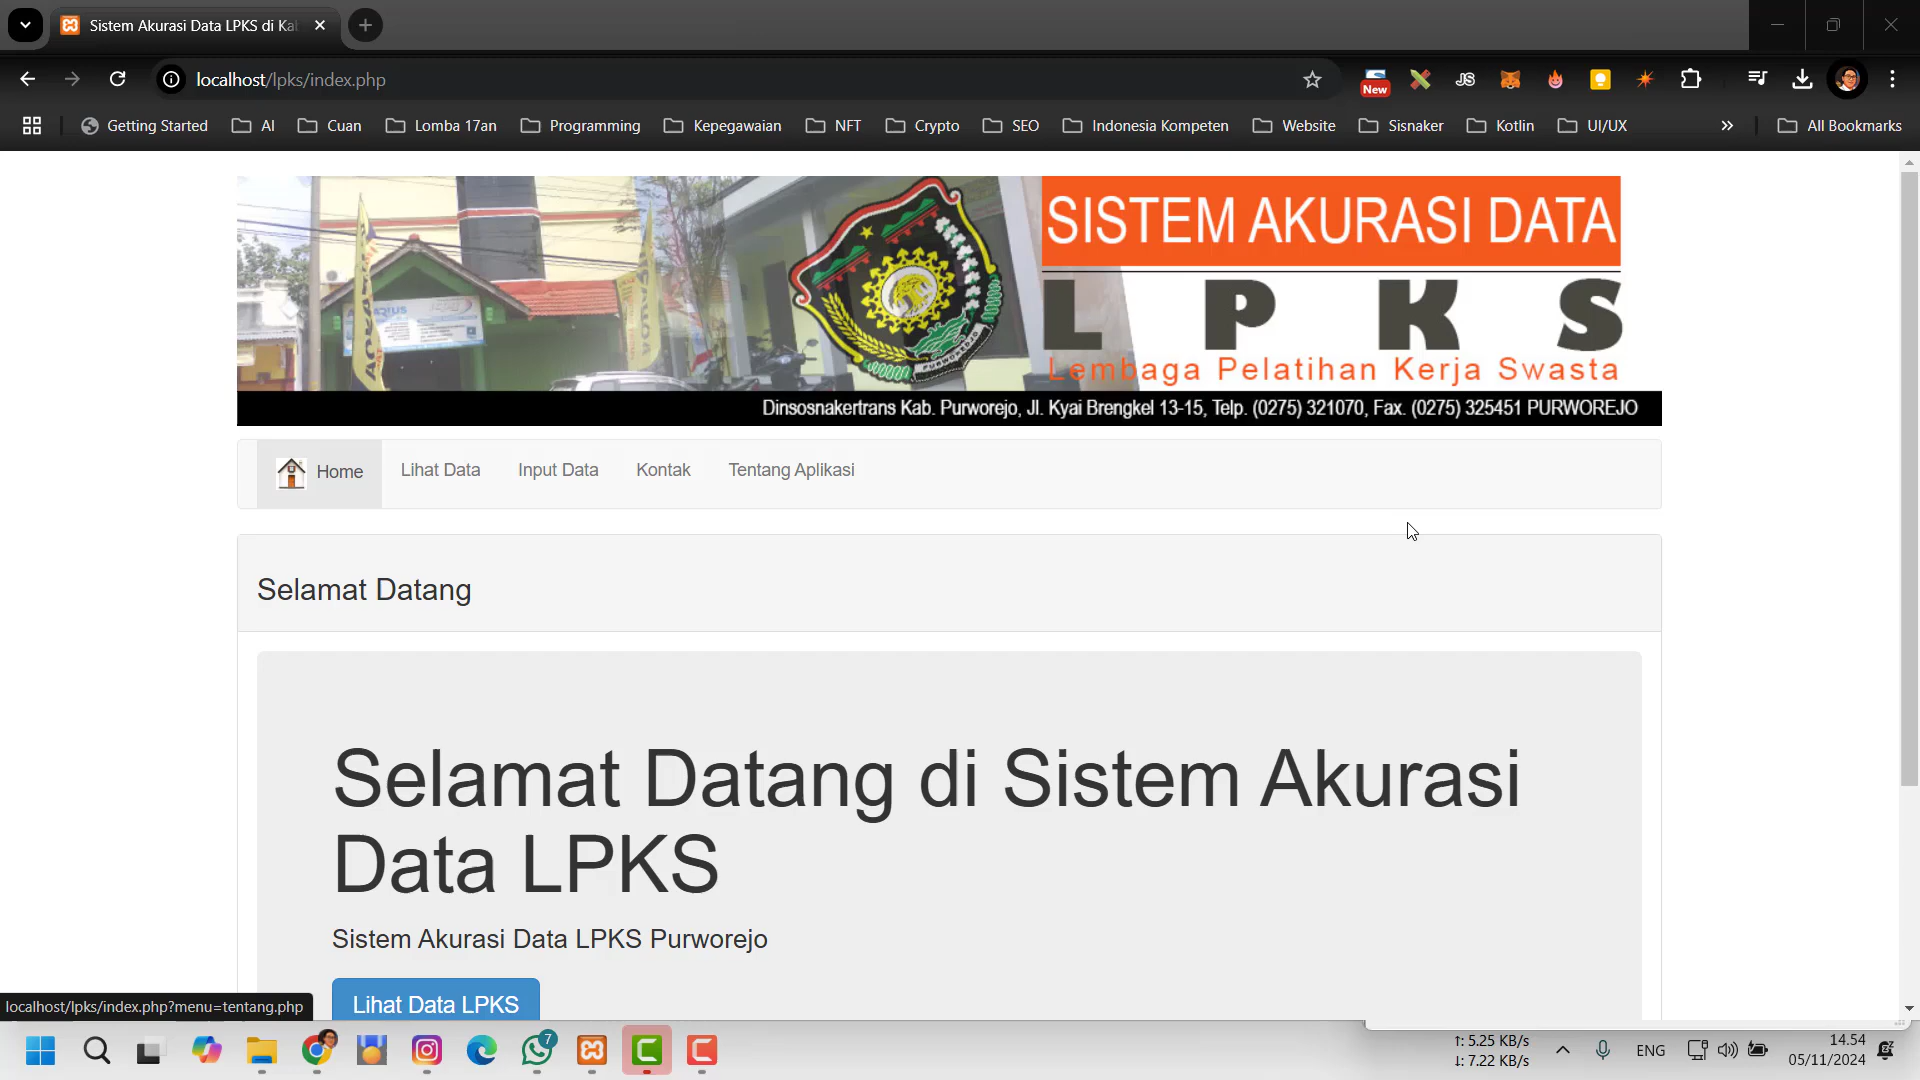 Sistem Akurasi Data LPKS di Ka
localhost/lpks/index.php
New
JS
Getting Started
AI
Cuan
Lomba 17an
Programming
Kepegawaian
NFT
Crypto
SEO
Indonesia Kompeten
Website
Sisnaker
Kotlin
UI/UX
All Bookmarks
SISTEM AKURASI DATA
LPKS
Lembaga Pelatihan Kerja Swasta
PURWOREJO
Dinsosnakertrans Kab. Purworejo, Jl. Kyai Brengkel 13-15, Telp. (0275) 321070, Fax. (0275) 325451 PURWOREJO
Home
Lihat Data
Input Data
Kontak
Tentang Aplikasi
Selamat Datang
Selamat Datang di Sistem Akurasi
Data LPKS
Sistem Akurasi Data LPKS Purworejo
Lihat Data LPKS
localhost/lpks/index.php?menu=tentang.php
7
↑: 5.25 KB/s
↓: 7.22 KB/s
ENG
14.54
05/11/2024